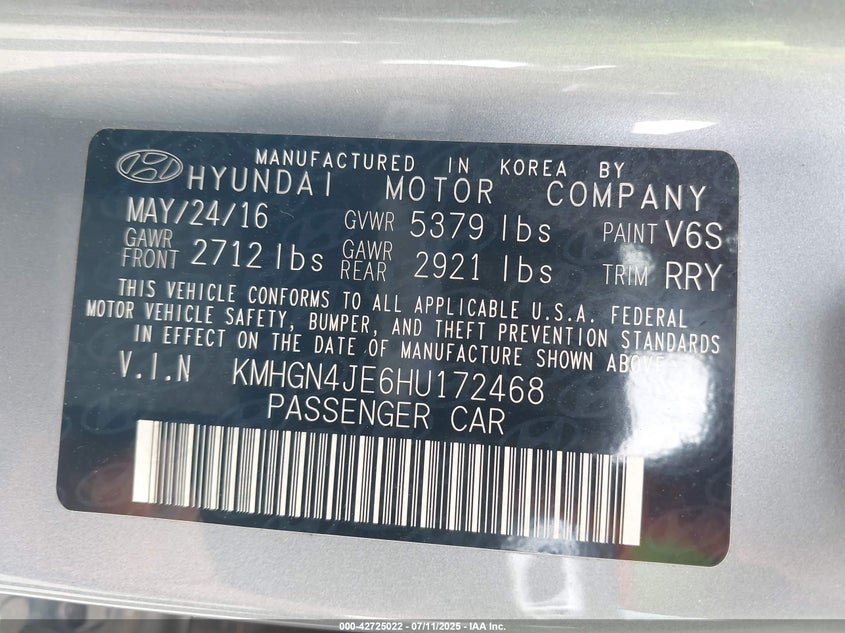 MANUFACTURED IN KOREA BY
HYUNDAI MOTOR COMPANY
MAY/24/16 GVWR 5379 lbs PAINT V6S
GAWR FRONT 2712 lbs GAWR REAR 2921 lbs TRIM RRY
THIS VEHICLE CONFORMS TO ALL APPLICABLE U.S.A. FEDERAL
MOTOR VEHICLE SAFETY, BUMPER, AND THEFT PREVENTION STANDARDS
IN EFFECT ON THE DATE OF MANUFACTURE SHOWN ABOVE.
V.I.N KMHGN4JE6HU172468
PASSENGER CAR
000-42725022 - 07/11/2025 - IAA Inc.